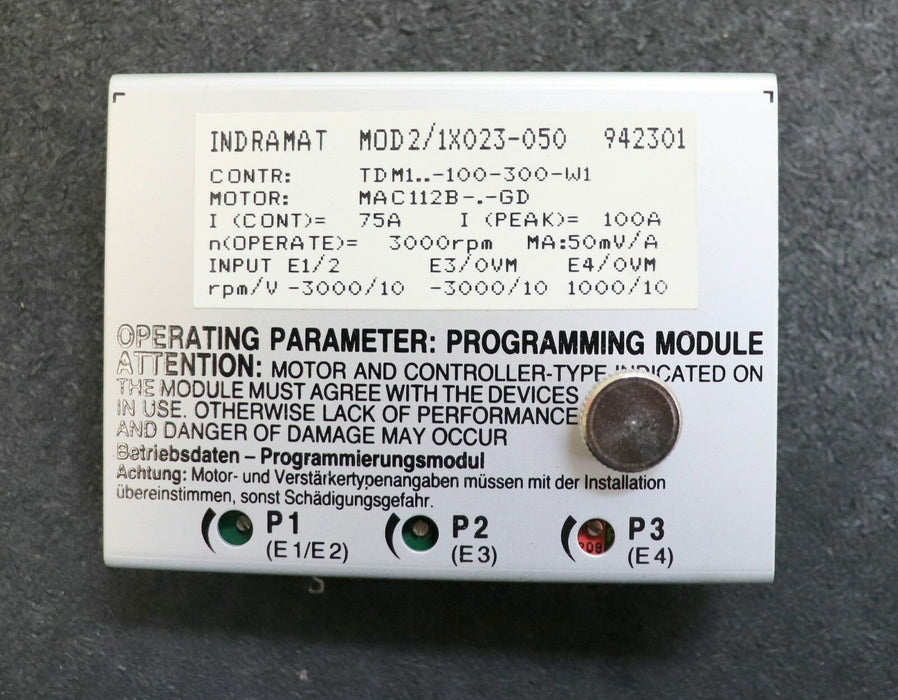 INDRAMAT MOD2/1X023-050 942301
CONTR: TDM1..-100-300-W1
MOTOR: MAC112B-.-GD
I (CONT)= 75A I (PEAK)= 100A
n(OPERATE)= 3000rpm MA:50mV/A
INPUT E1/2 E3/0VM E4/0VM
rpm/V -3000/10 -3000/10 1000/10
OPERATING PARAMETER: PROGRAMMING MODULE
ATTENTION: MOTOR AND CONTROLLER-TYPE INDICATED ON
THE MODULE MUST AGREE WITH THE DEVICES
IN USE. OTHERWISE LACK OF PERFORMANCE
AND DANGER OF DAMAGE MAY OCCUR
Betriebsdaten – Programmierungsmodul
Achtung: Motor- und Verstärkertypenangaben müssen mit der Installation
übereinstimmen, sonst Schädigungsgefahr.
P1 P2 P3
(E1/E2) (E3) (E4)